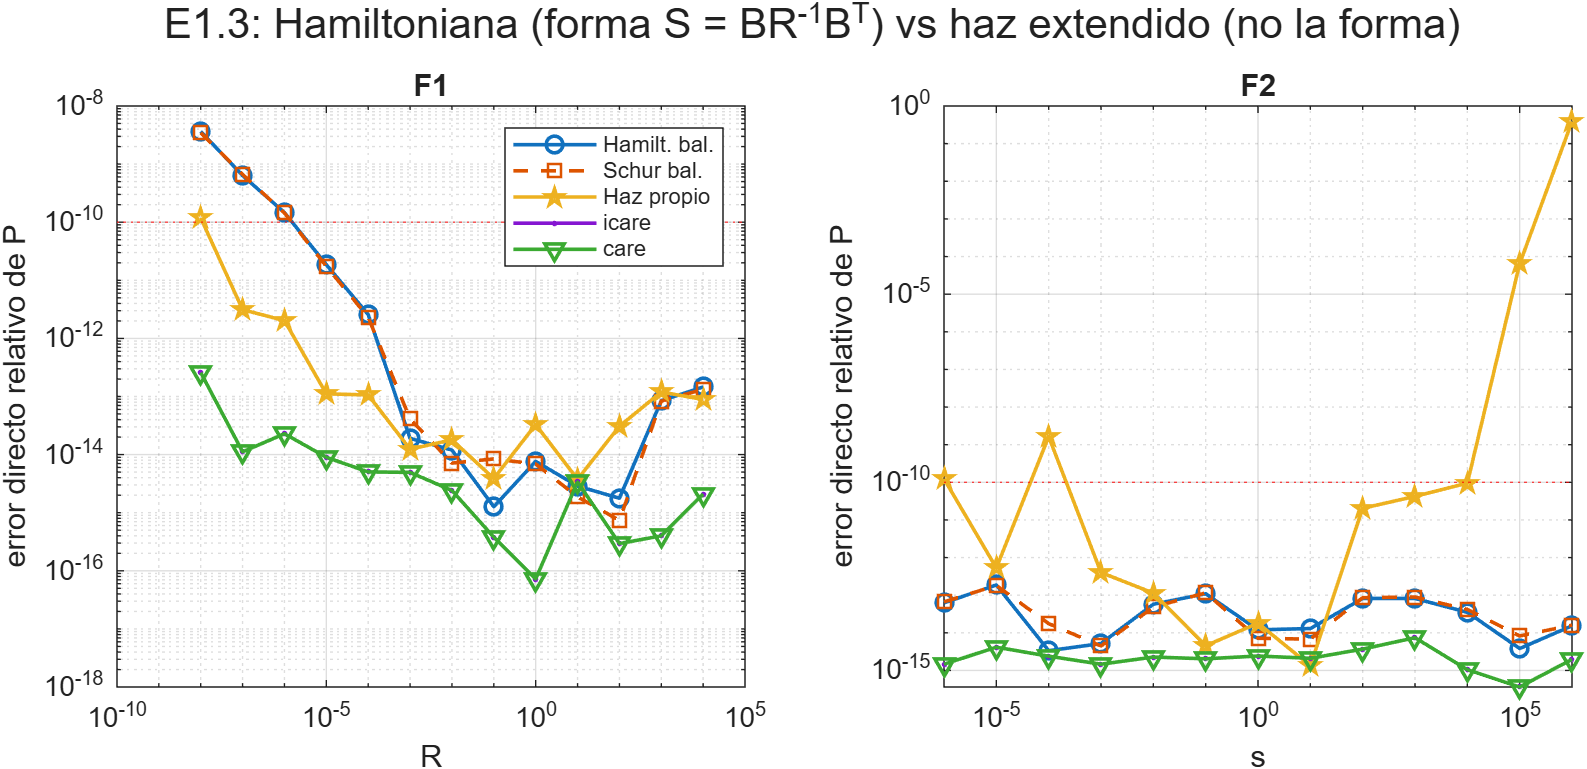 E1.3: Hamiltoniana (forma S = BR⁻¹Bᵀ) vs haz extendido (no la forma)
F1
10⁻⁸
10⁻¹⁰
10⁻¹²
10⁻¹⁴
10⁻¹⁶
10⁻¹⁸
error directo relativo de P
Hamilt. bal.
Schur bal.
Haz propio
icare
care
10⁻¹⁰
10⁻⁵
10⁰
10⁵
R
F2
10⁰
10⁻⁵
10⁻¹⁰
10⁻¹⁵
error directo relativo de P
10⁻⁵
10⁰
10⁵
s